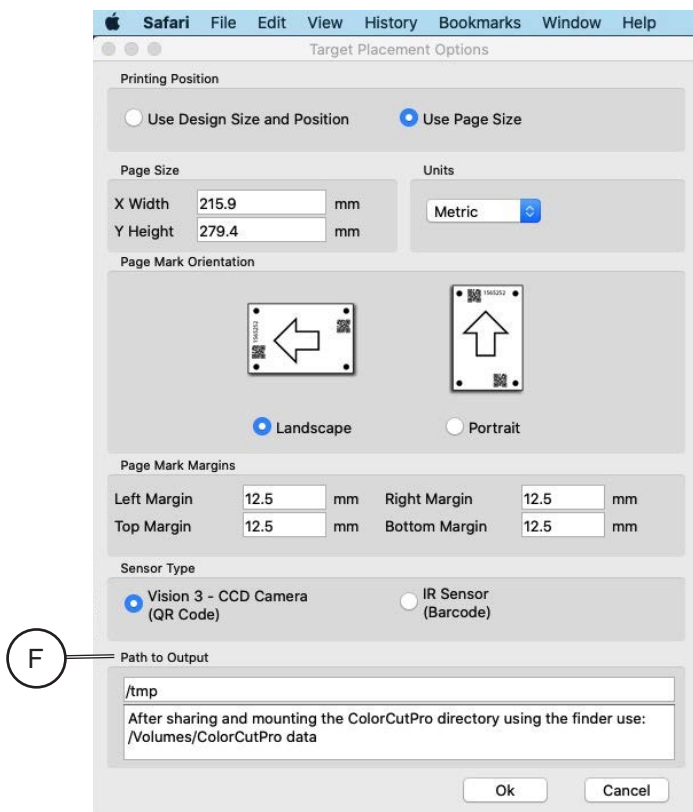 Safari File Edit View History Bookmarks Window Help
Target Placement Options
Printing Position
Use Design Size and Position Use Page Size
Page Size Units
X Width 215.9 mm Metric
Y Height 279.4 mm
Page Mark Orientation
1565252 1565252
Landscape Portrait
Page Mark Margins
Left Margin 12.5 mm Right Margin 12.5 mm
Top Margin 12.5 mm Bottom Margin 12.5 mm
Sensor Type
Vision 3 - CCD Camera IR Sensor
(QR Code) (Barcode)
F Path to Output
/tmp
After sharing and mounting the ColorCutPro directory using the finder use:
/Volumes/ColorCutPro data
Ok Cancel